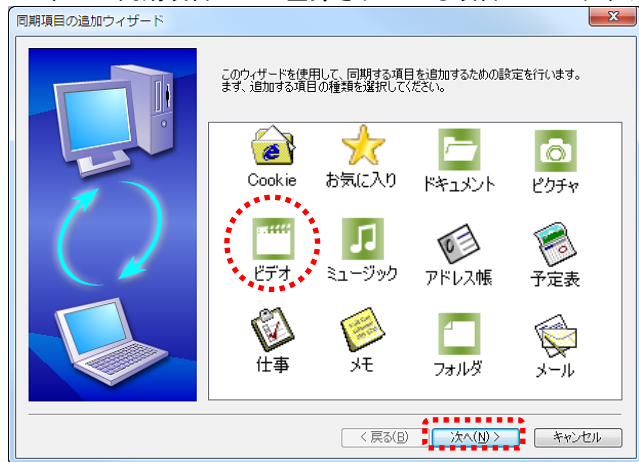 同期項目の追加ウィザード
このウィザードを使用して、同期する項目を追加するための設定を行います。
まず、追加する項目の種類を選択してください。
Cookie お気に入り ドキュメント ピクチャ
ビデオ ミュージック アドレス帳 予定表
仕事 メモ フォルダ メール
< 戻る(B) 次へ(N) > キャンセル